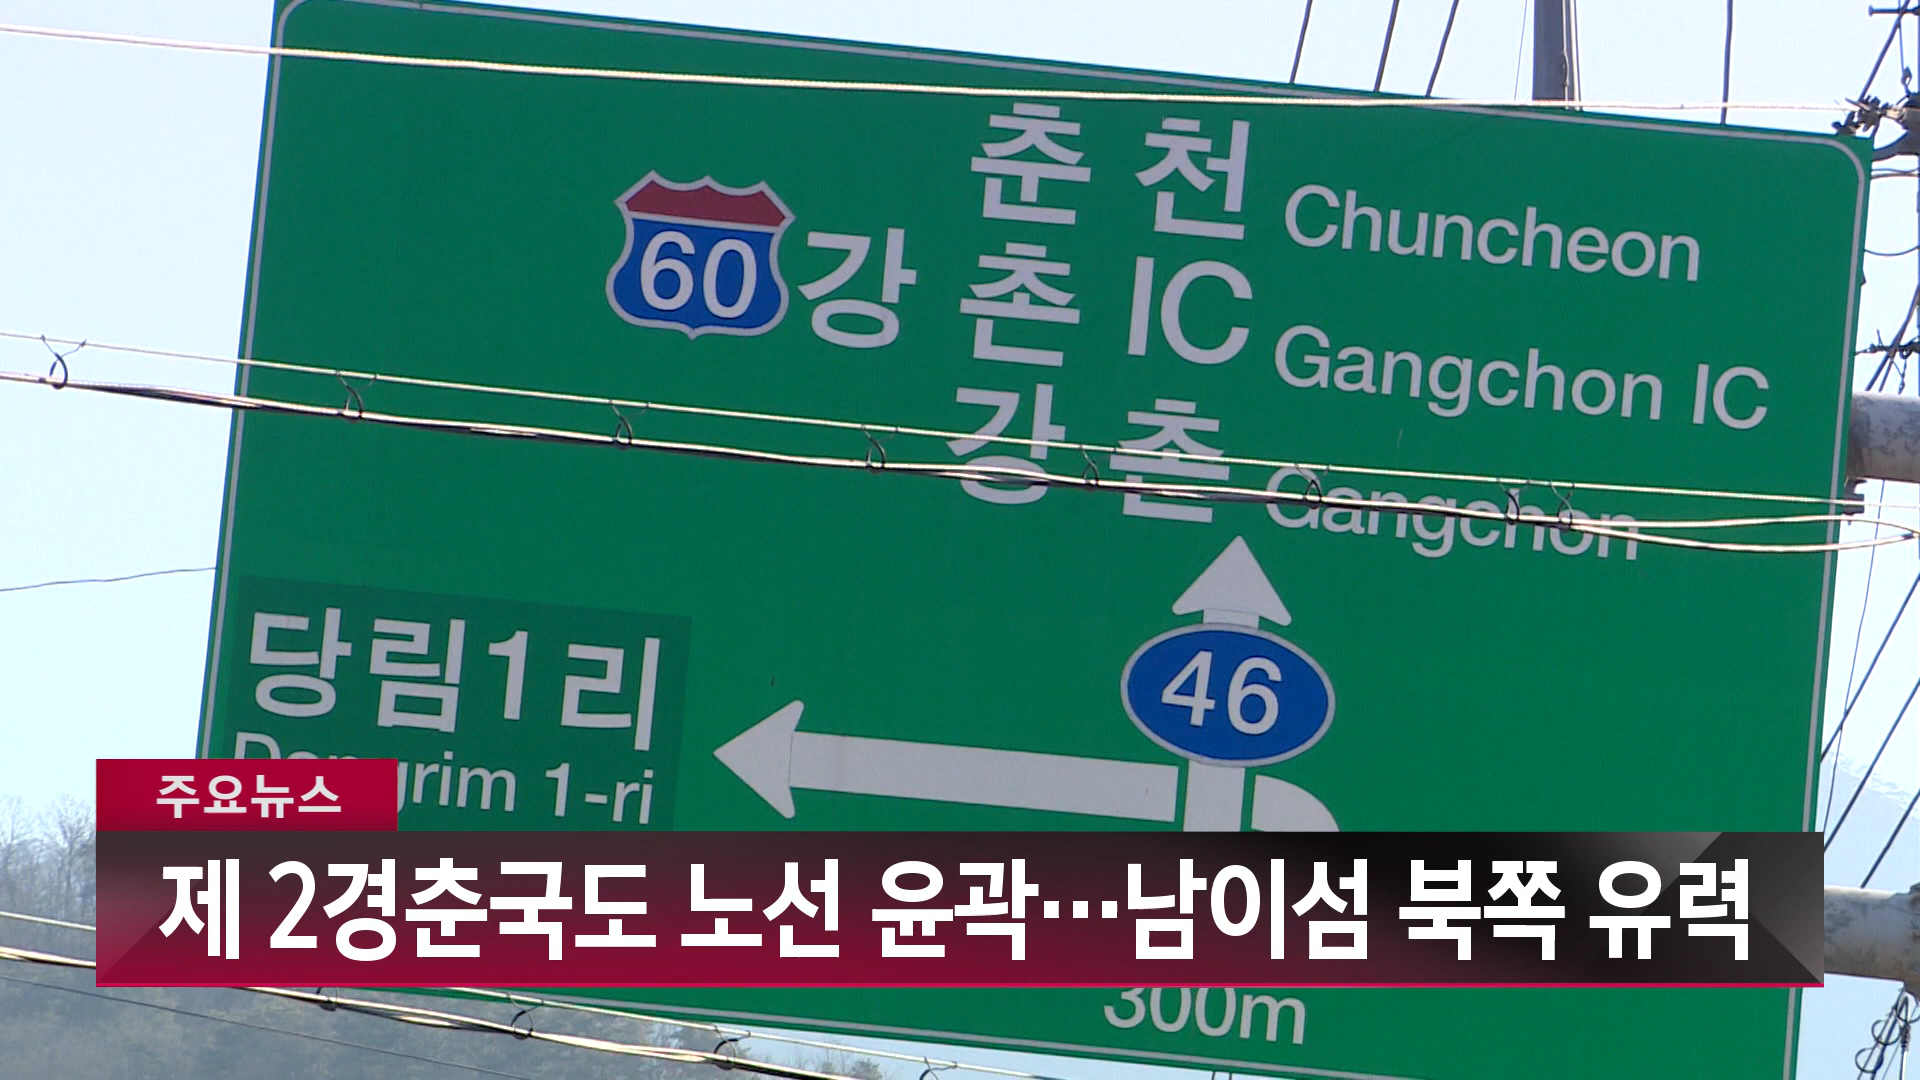 춘천 Chuncheon
60 강촌IC Gangchon IC
강촌 Gangchon
당림1리
46
1-ri
주요뉴스
제 2경춘국도 노선 윤곽…남이섬 북쪽 유력
300m